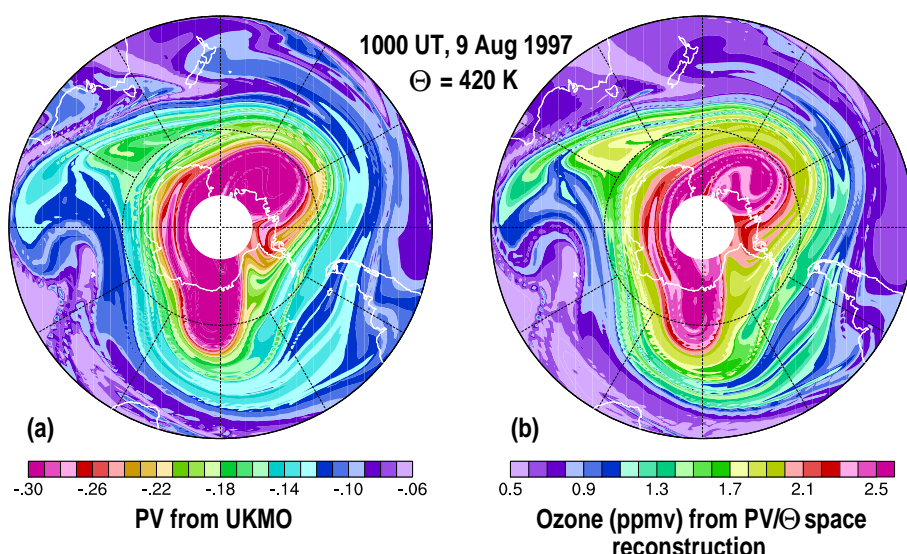 1000 UT, 9 Aug 1997
Θ = 420 K
(a)
(b)
-.30 -.26 -.22 -.18 -.14 -.10 -.06
0.5 0.9 1.3 1.7 2.1 2.5
PV from UKMO
Ozone (ppmv) from PV/Θ space
reconstruction